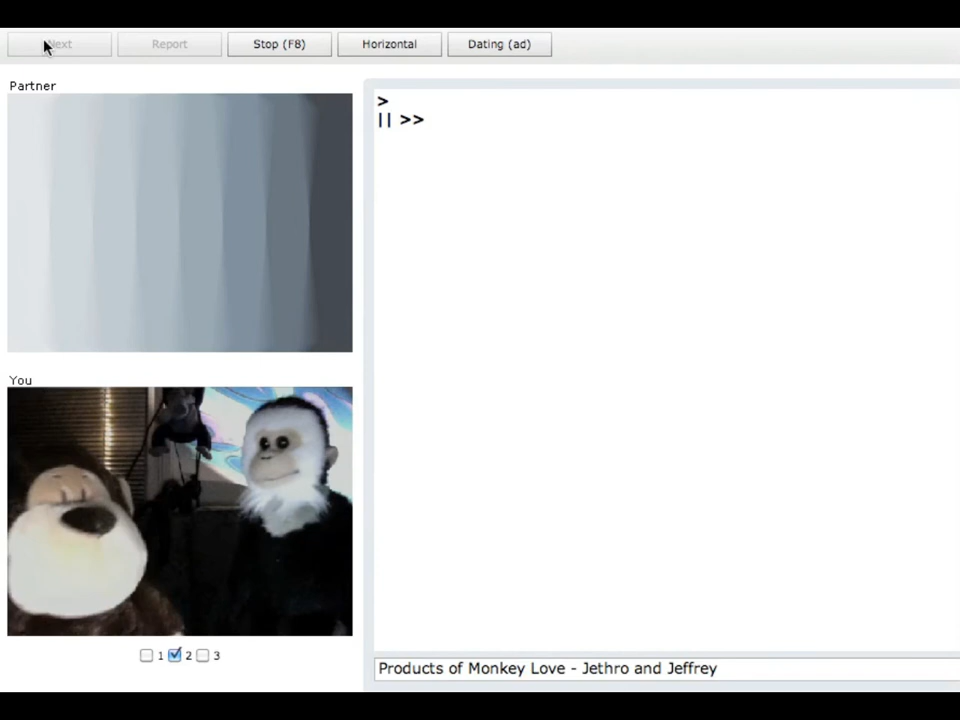 Next Report Stop (F8) Horizontal Dating (ad)
Partner
>
|| >>
You
1 2 3
Products of Monkey Love - Jethro and Jeffrey